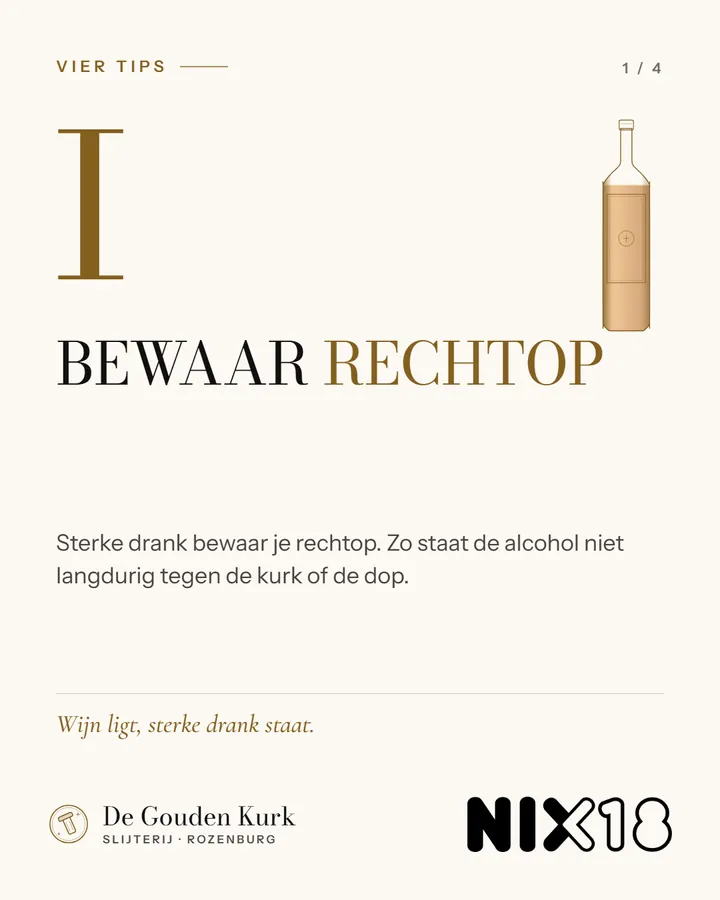 VIER TIPS
1 / 4
I
BEWAAR RECHTOP
Sterke drank bewaar je rechtop. Zo staat de alcohol niet
langdurig tegen de kurk of de dop.
Wijn ligt, sterke drank staat.
De Gouden Kurk
SLIJTERIJ · ROZENBURG
NIX18